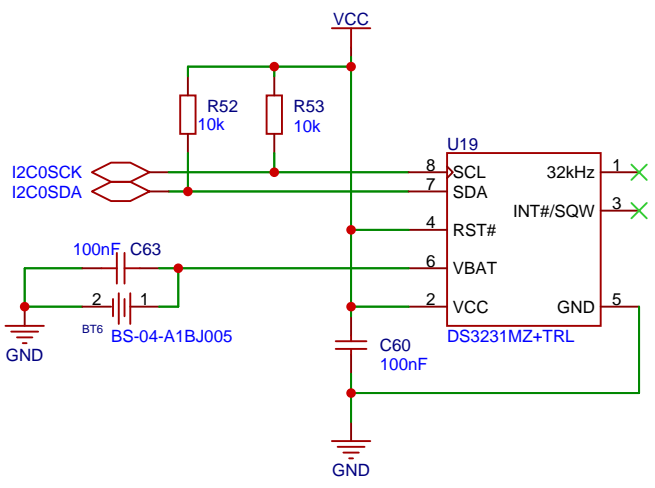 VCC
R52
10k
R53
10k
U19
I2C0SCK
I2C0SDA
8 SCL
7 SDA
4 RST#
6 VBAT
2 VCC
32kHz 1
INT#/SQW 3
GND 5
DS3231MZ+TRL
100nF C63
2 1
BT6 BS-04-A1BJ005
GND
C60
100nF
GND